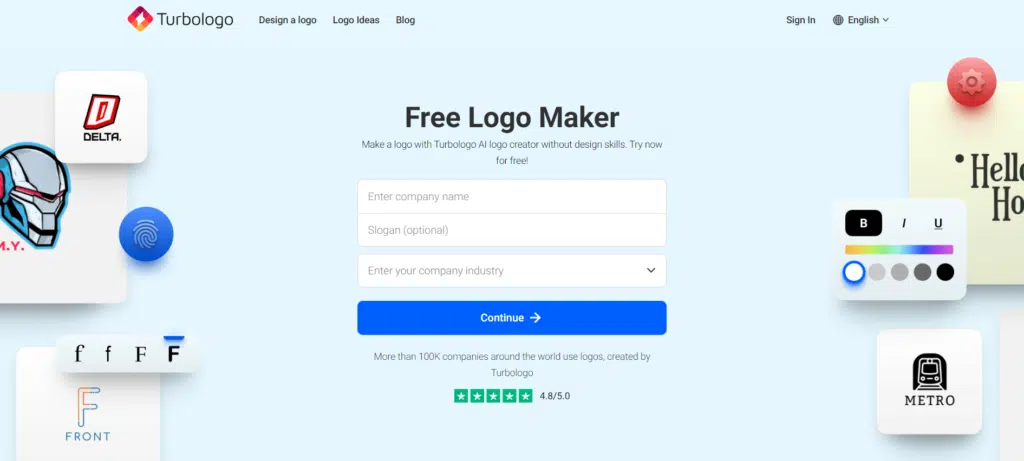 Turbologo
Design a logo
Logo Ideas
Blog
Sign In
English
DELTA.
M.Y.
f f F F
FRONT
Free Logo Maker
Make a logo with Turbologo AI logo creator without design skills. Try now
for free!
Enter company name
Slogan (optional)
Enter your company industry
Continue
More than 100K companies around the world use logos, created by
Turbologo
4.8/5.0
B I U
METRO